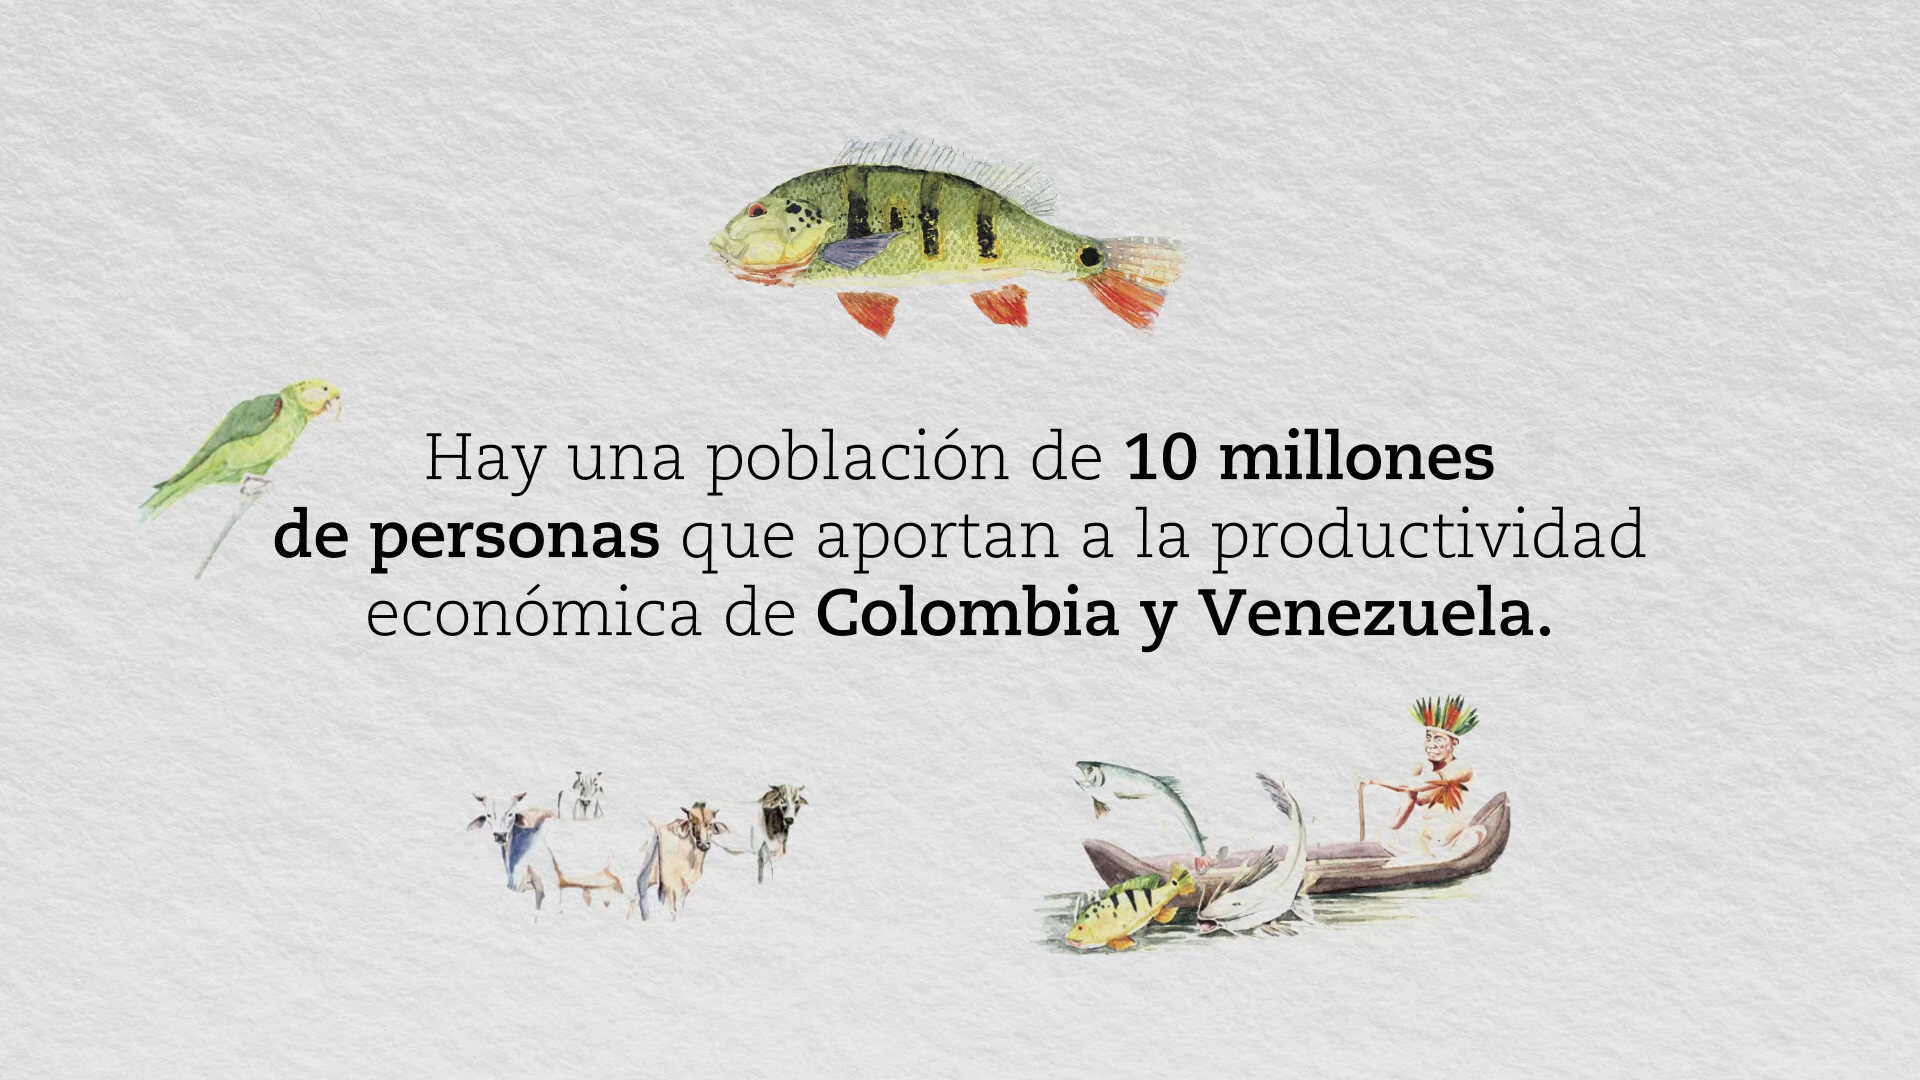 Hay una población de 10 millones
de personas que aportan a la productividad
económica de Colombia y Venezuela.